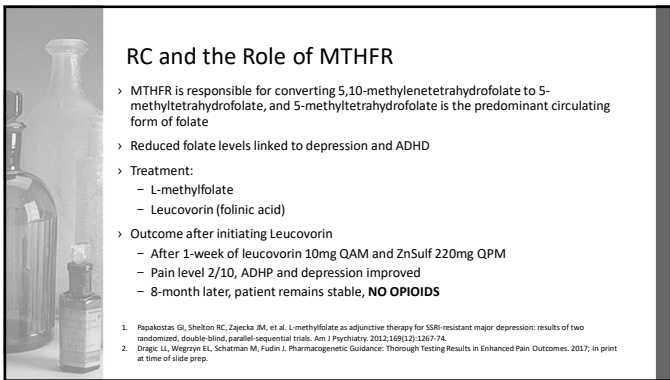 RC and the Role of MTHFR
› MTHFR is responsible for converting 5,10-methylenetetrahydrofolate to 5-
methyltetrahydrofolate, and 5-methyltetrahydrofolate is the predominant circulating
form of folate
› Reduced folate levels linked to depression and ADHD
› Treatment:
– L-methylfolate
– Leucovorin (folinic acid)
› Outcome after initiating Leucovorin
– After 1-week of leucovorin 10mg QAM and ZnSulf 220mg QPM
– Pain level 2/10, ADHP and depression improved
– 8-month later, patient remains stable, NO OPIOIDS
1. Papakostas GI, Shelton RC, Zajecka JM, et al. L-methylfolate as adjunctive therapy for SSRI-resistant major depression: results of two
randomized, double-blind, parallel-sequential trials. Am J Psychiatry. 2012;169(12):1267-74.
2. Dragic LL, Wegrzyn EL, Schatman M, Fudin J. Pharmacogenetic Guidance: Thorough Testing Results in Enhanced Pain Outcomes. 2017; in print
at time of slide prep.